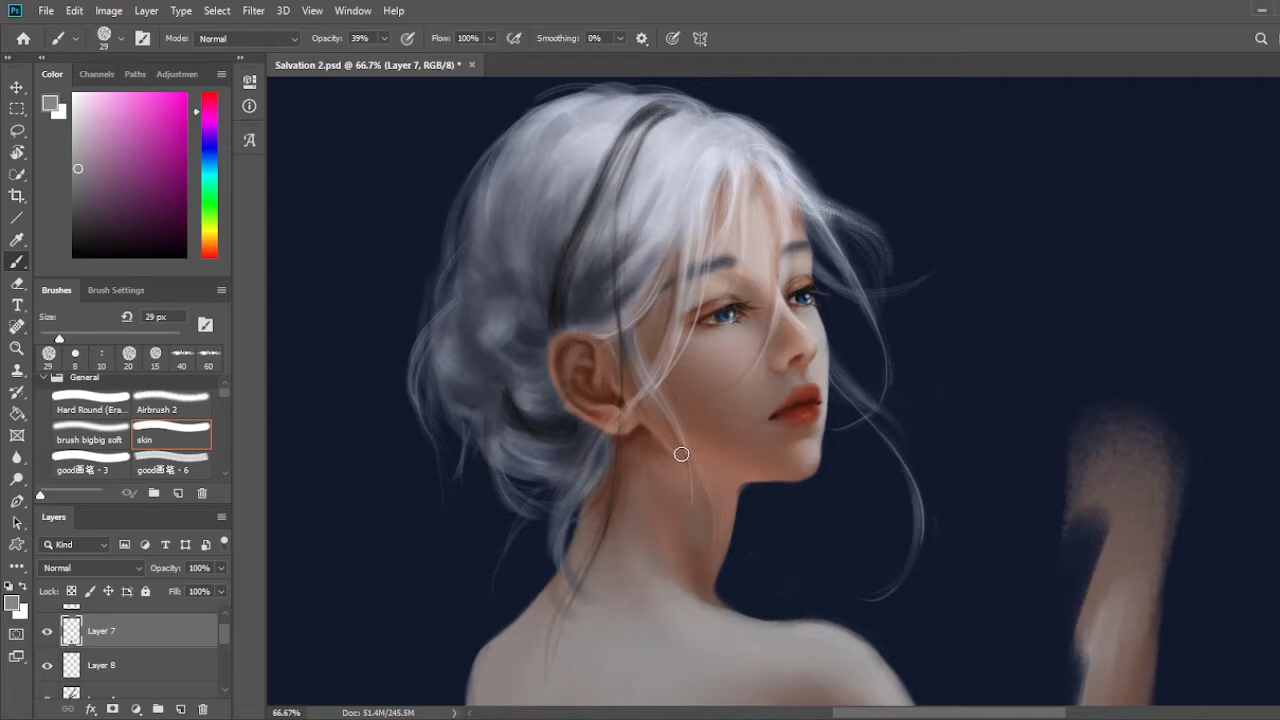 Ps File Edit Image Layer Type Select Filter 3D View Window Help
29 Mode: Normal Opacity: 39% Flow: 100% Smoothing: 0%
Color Channels Paths Adjustmen
Salvation 2.psd @ 66.7% (Layer 7, RGB/8) * ×
Brushes Brush Settings
Size: 29 px
29 8 10 29 15 40 60
General
Hard Round (Era... Airbrush 2
brush bigbig soft skin
good画笔 - 3 good画笔 - 6
Layers
Kind
Normal Opacity: 100%
Lock: Fill: 100%
Layer 7
Layer 8
66.67% Doc: 51.4M/245.5M